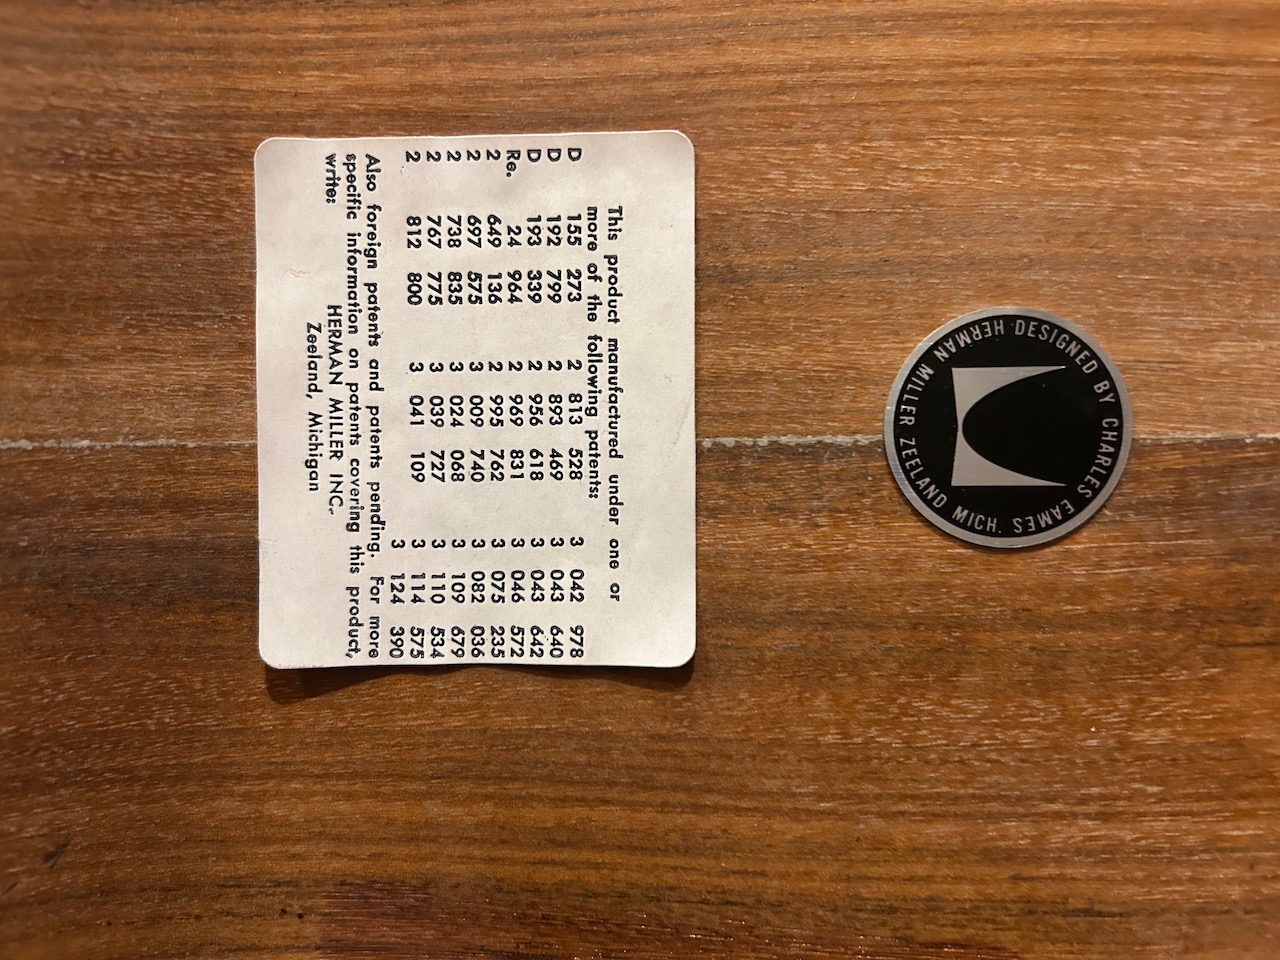 This product manufactured under one or
more of the following patents:
D 155 273 2 813 528 3 042 978
D 192 799 2 893 469 3 043 640
D 193 339 2 956 618 3 043 642
Re. 24 964 2 969 831 3 046 572
2 649 136 2 995 762 3 075 235
2 697 575 3 009 740 3 082 036
2 738 835 3 024 068 3 109 679
2 767 775 3 039 727 3 110 534
2 812 800 3 041 109 3 114 575
3 124 390
Also foreign patents and patents pending. For more
specific information on patents covering this product,
write:
HERMAN MILLER INC.
Zeeland, Michigan
DESIGNED BY CHARLES EAMES
HERMAN MILLER ZEELAND MICH.